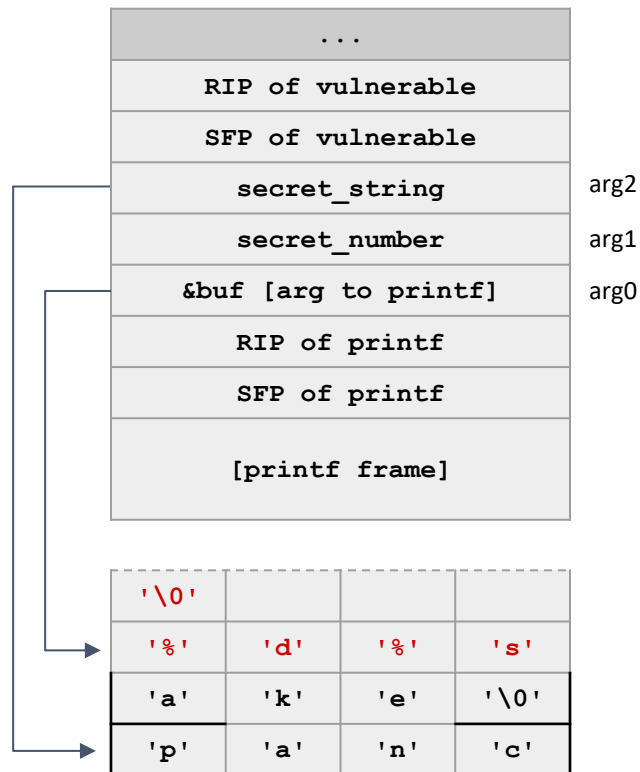 ...
RIP of vulnerable
SFP of vulnerable
secret_string arg2
secret_number arg1
&buf [arg to printf] arg0
RIP of printf
SFP of printf
[printf frame]
'\0'
'%' 'd' '%' 's'
'a' 'k' 'e' '\0'
'p' 'a' 'n' 'c'